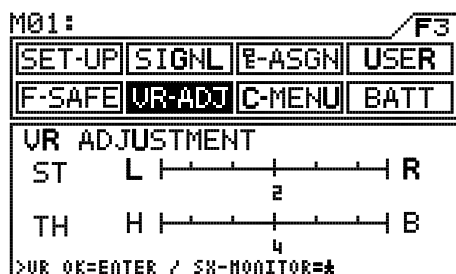 M01: F3
SET-UP SIGNL E-ASGN USER
F-SAFE VR-ADJ C-MENU BATT
VR ADJUSTMENT
ST L R
2
TH H B
4
>VR OK=ENTER / SX-MONITOR=